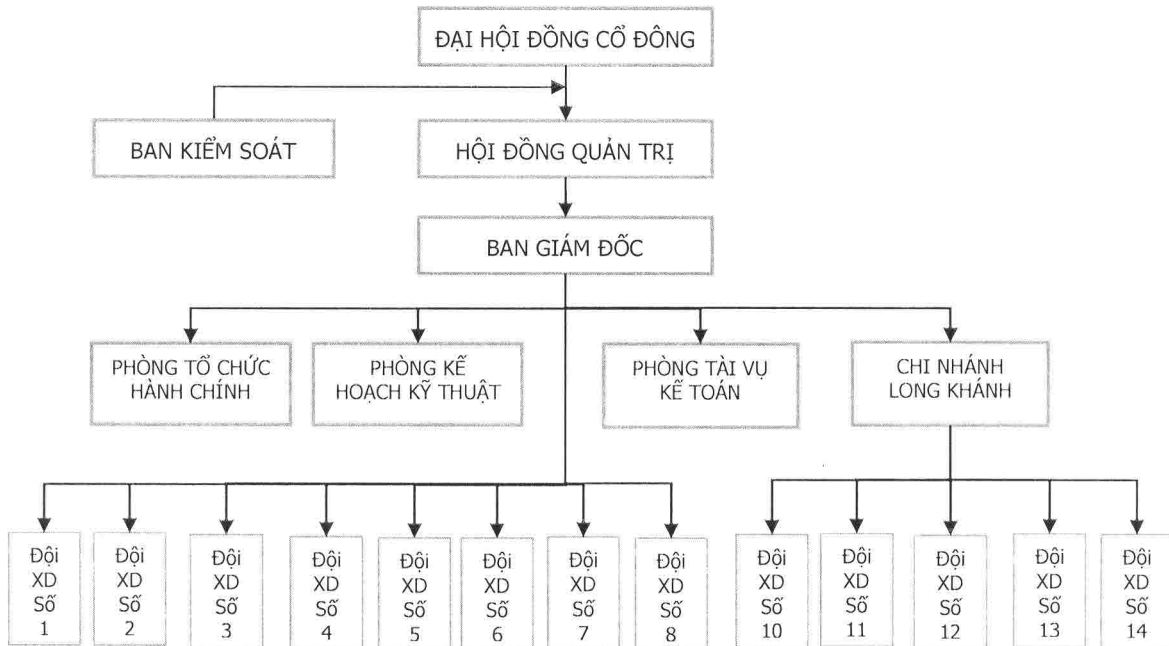 ĐẠI HỘI ĐỒNG CỔ ĐÔNG
BAN KIỂM SOÁT
HỘI ĐỒNG QUẢN TRỊ
BAN GIÁM ĐỐC
PHÒNG TỔ CHỨC
HÀNH CHÍNH
PHÒNG KẾ
HOẠCH KỸ THUẬT
PHÒNG TÀI VỤ
KẾ TOÁN
CHI NHÁNH
LONG KHÁNH
Đội
XD
Số
1
Đội
XD
Số
2
Đội
XD
Số
3
Đội
XD
Số
4
Đội
XD
Số
5
Đội
XD
Số
6
Đội
XD
Số
7
Đội
XD
Số
8
Đội
XD
Số
10
Đội
XD
Số
11
Đội
XD
Số
12
Đội
XD
Số
13
Đội
XD
Số
14